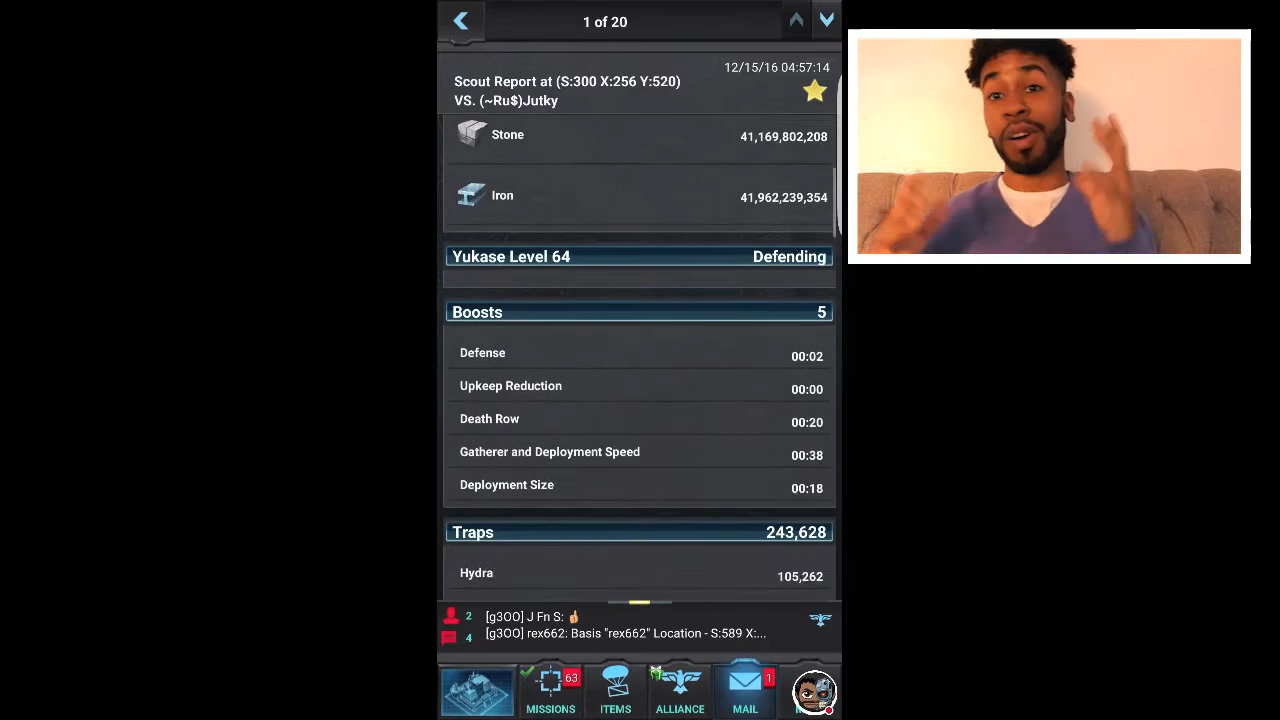 1 of 20
12/15/16 04:57:14
Scout Report at (S:300 X:256 Y:520)
VS. (~Ru$)Jutky
Stone 41,169,802,208
Iron 41,962,239,354
Yukase Level 64 Defending
Boosts 5
Defense 00:02
Upkeep Reduction 00:00
Death Row 00:20
Gatherer and Deployment Speed 00:38
Deployment Size 00:18
Traps 243,628
Hydra 105,262
2 [g3OO] J Fn S: ☝
4 [g3OO] rex662: Basis "rex662" Location - S:589 X:...
63 1
MISSIONS ITEMS ALLIANCE MAIL